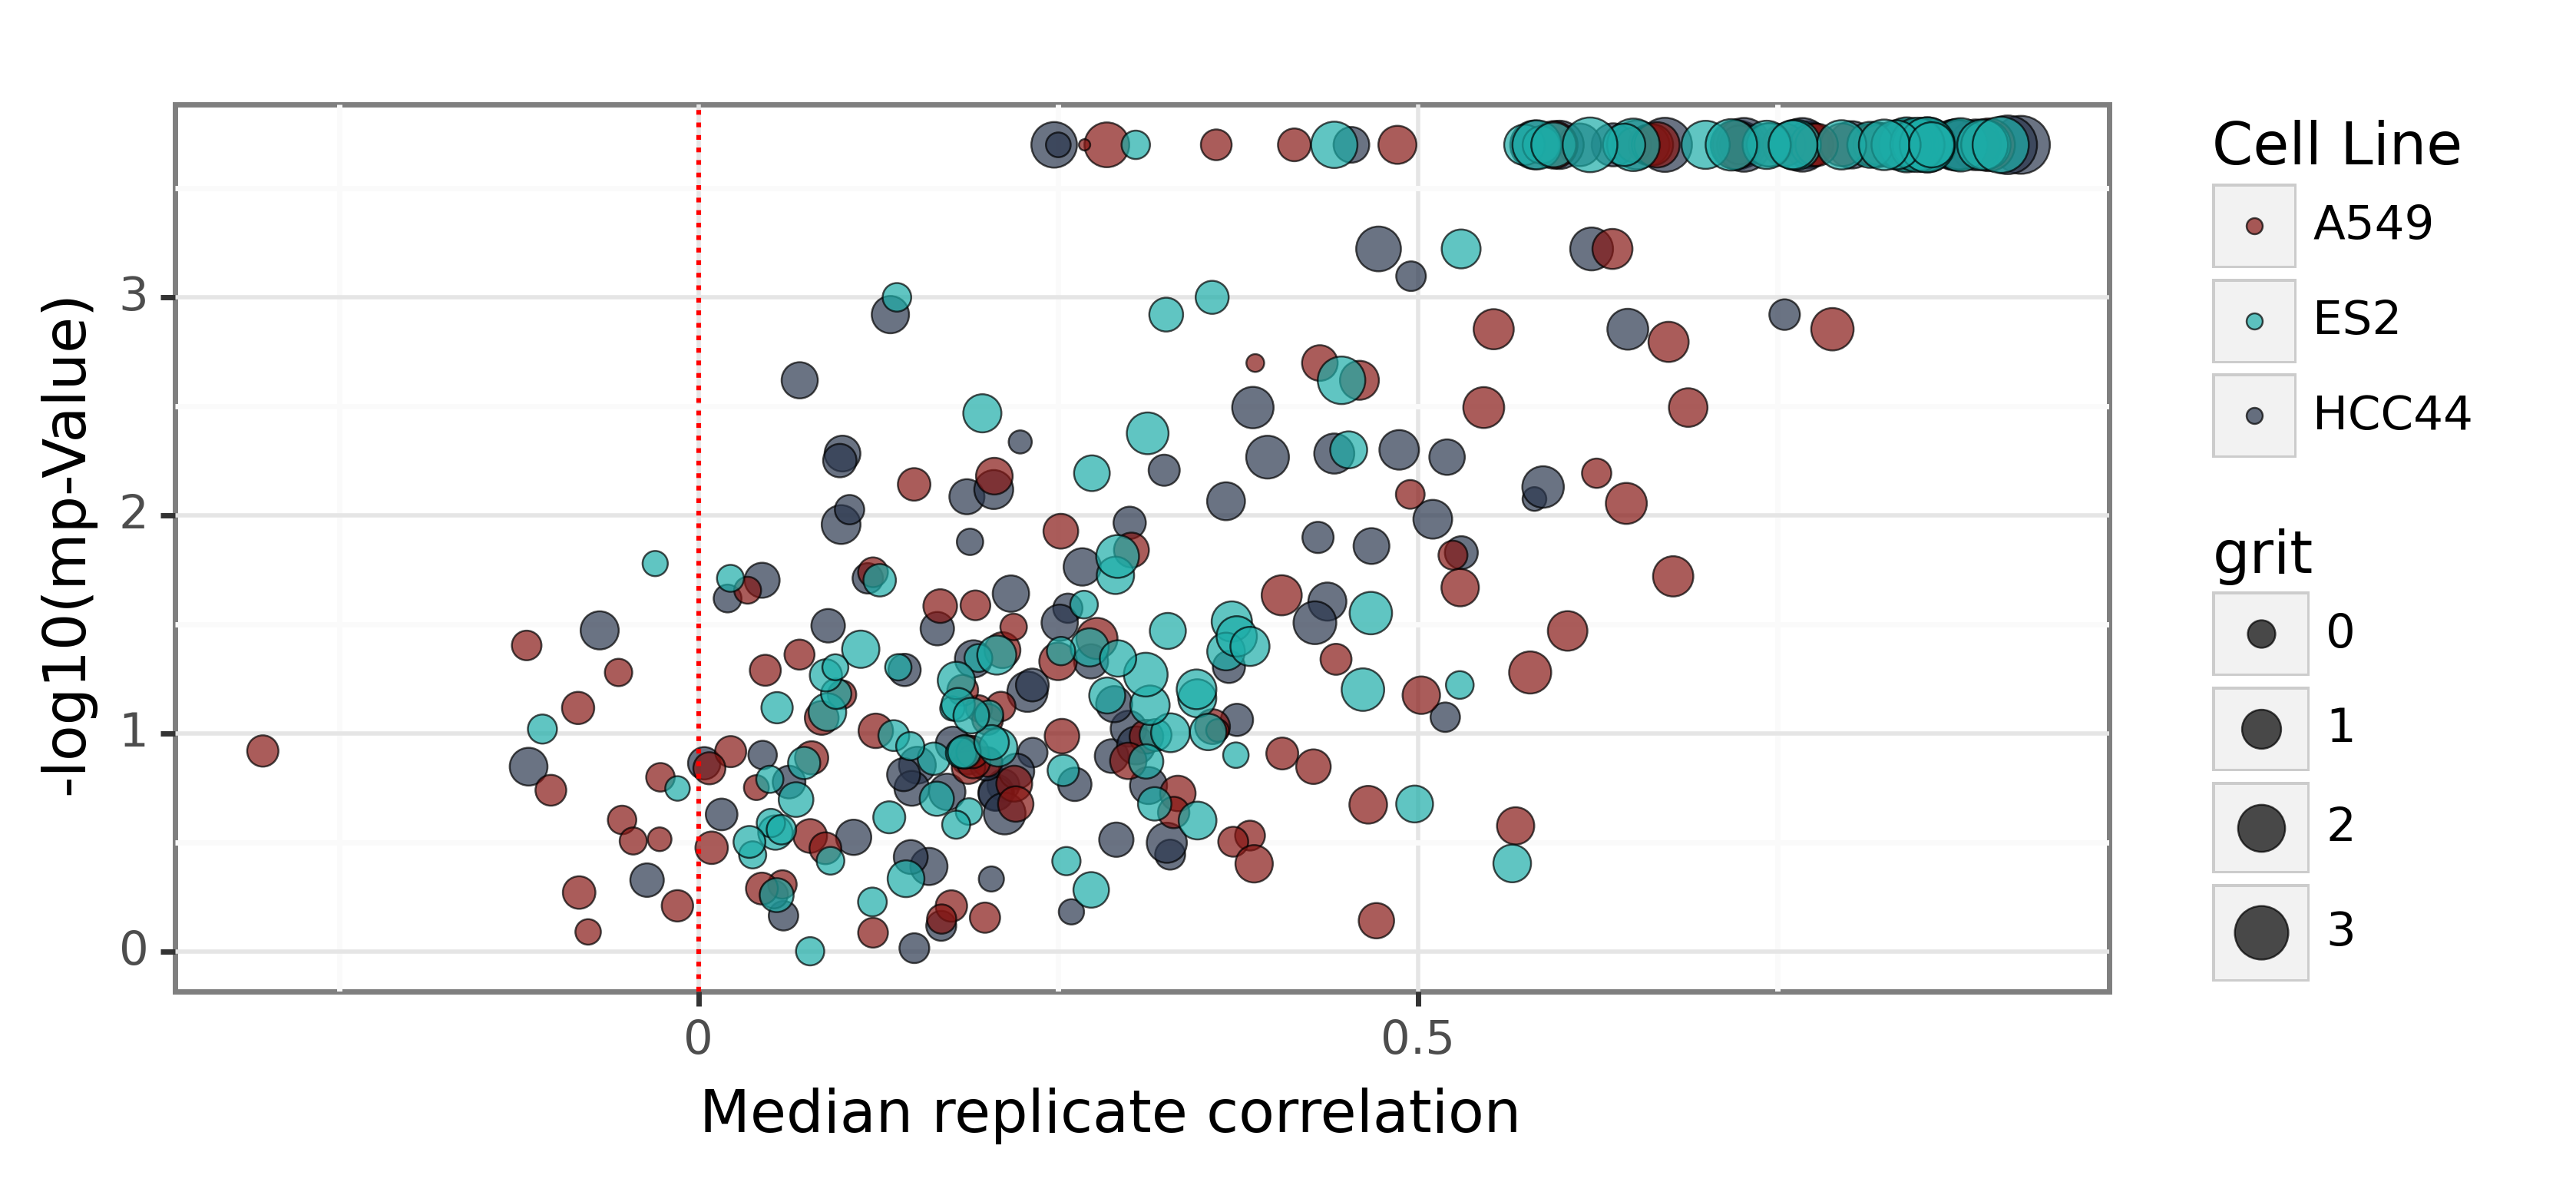 -log10(mp-Value)
3
2
1
0
0
0.5
Median replicate correlation
Cell Line
A549
ES2
HCC44
grit
0
1
2
3